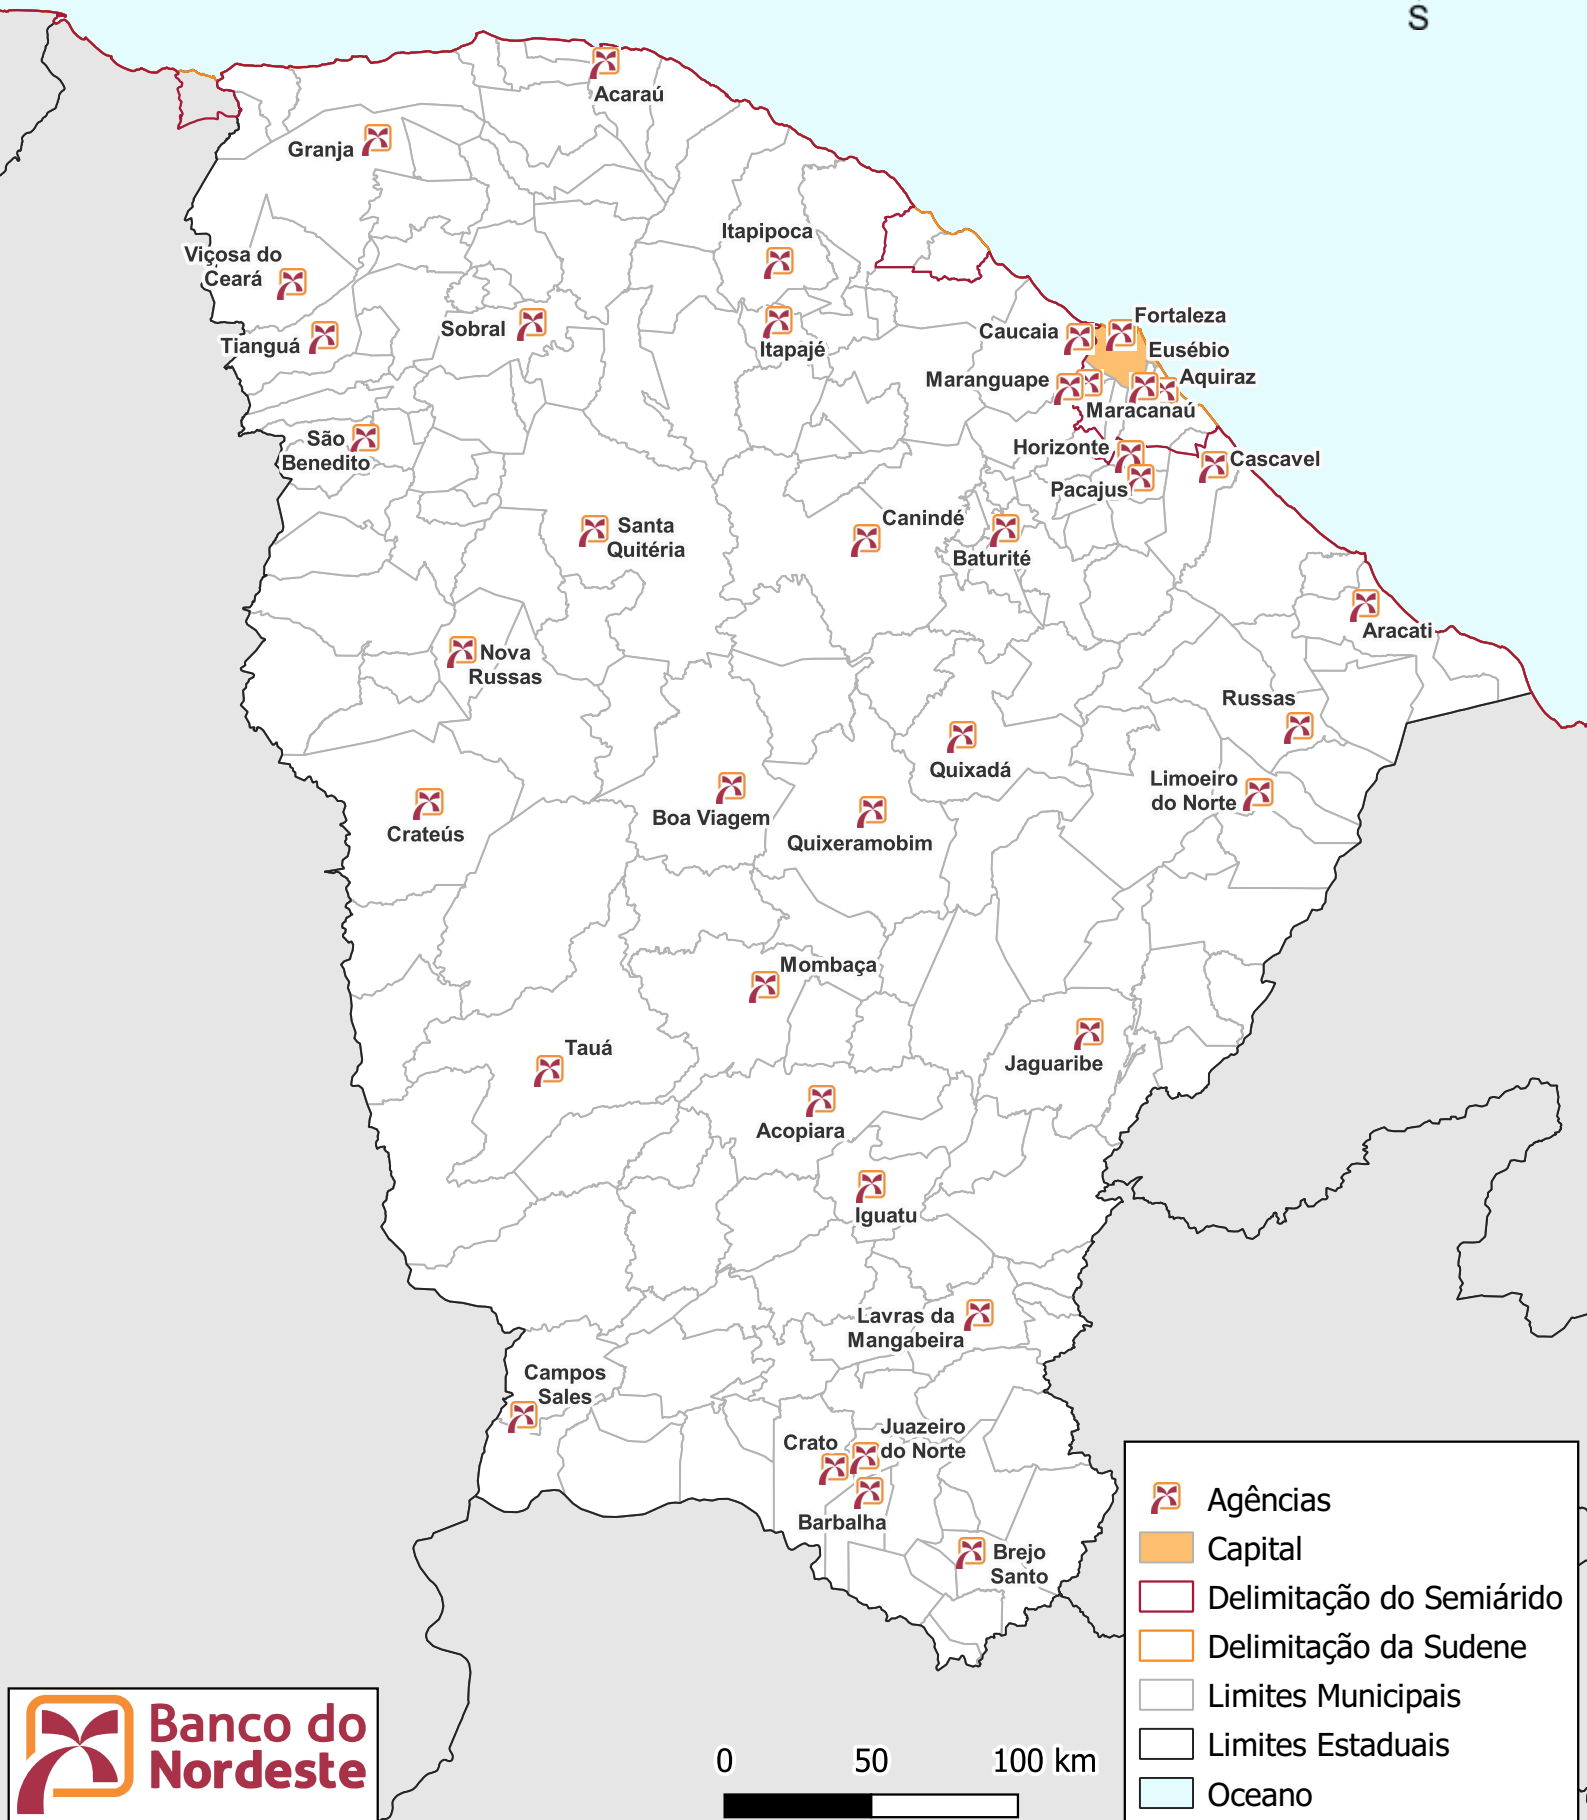 S
Acaraú
Granja
Itapipoca
Viçosa do
Ceará
Fortaleza
Sobral
Caucaia
Tianguá
Itapajé
Eusébio
Maranguape
Aquiraz
Maracanaú
São
Benedito
Horizonte
Cascavel
Pacajus
Santa
Quitéria
Canindé
Baturité
Aracati
Nova
Russas
Russas
Quixadá
Limoeiro
do Norte
Boa Viagem
Crateús
Quixeramobim
Mombaça
Tauá
Jaguaribe
Acopiara
Iguatu
Lavras da
Mangabeira
Campos
Sales
Juazeiro
do Norte
Crato
Barbalha
Brejo
Santo
Agências
Capital
Delimitação do Semiárido
Delimitação da Sudene
Limites Municipais
Limites Estaduais
Oceano
Banco do
Nordeste
0 50 100 km